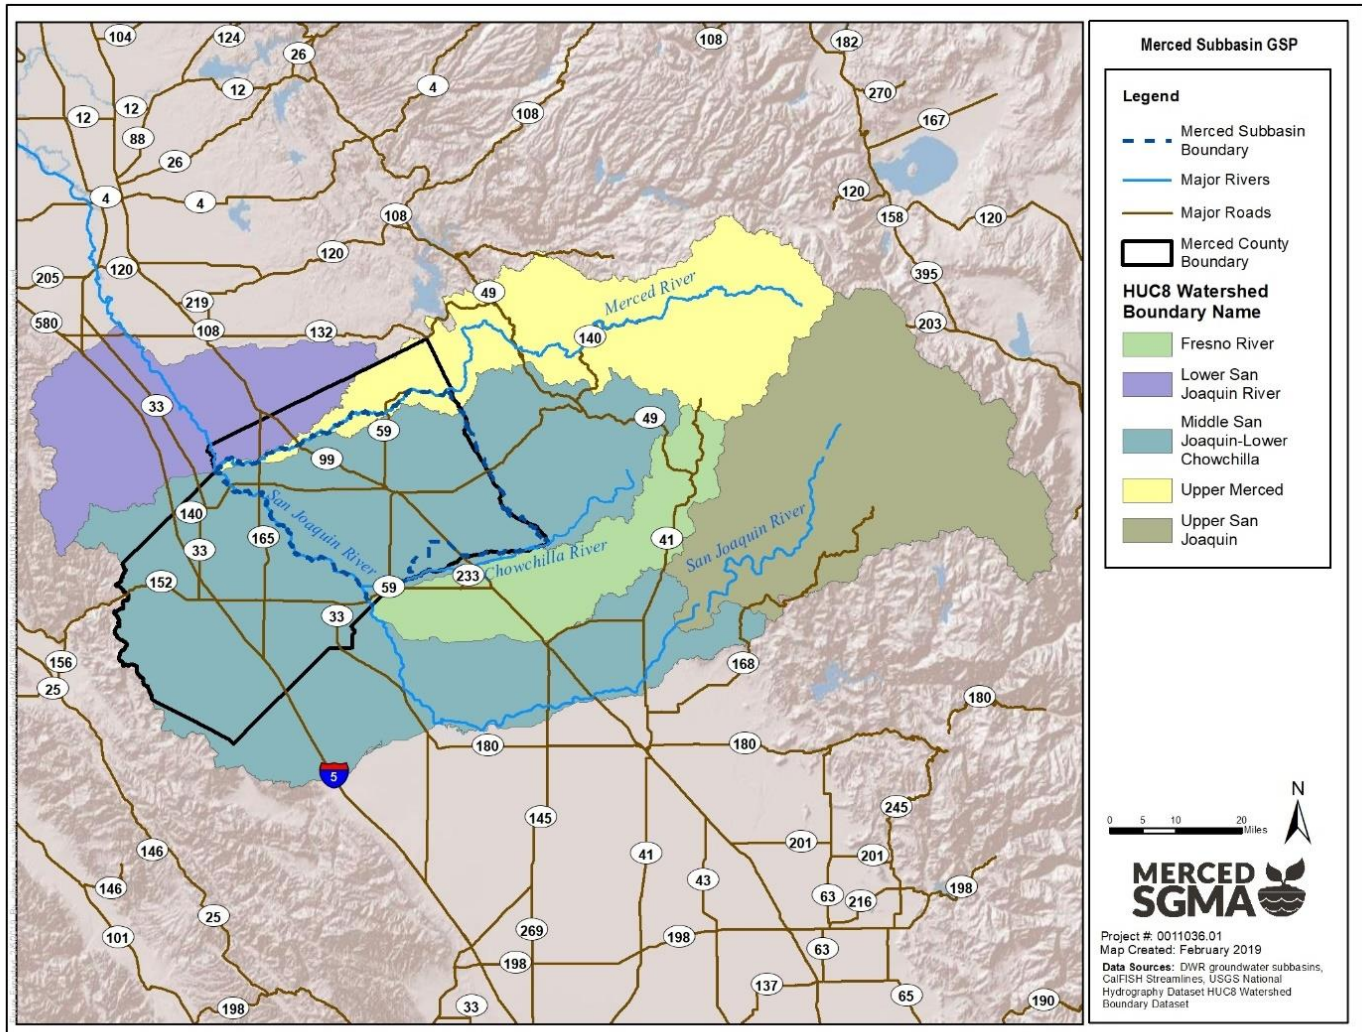 Merced Subbasin GSP
Legend
Merced Subbasin
Boundary
Major Rivers
Major Roads
Merced County
Boundary
HUC8 Watershed
Boundary Name
Fresno River
Lower San
Joaquin River
Middle San
Joaquin-Lower
Chowchilla
Upper Merced
Upper San
Joaquin
N
0 5 10 20
Miles
MERCED
SGMA
Project #: 0011036.01
Map Created: February 2019
Data Sources: DWR groundwater subbasins,
CalFISH Streamlines, USGS National
Hydrography Dataset HUC8 Watershed
Boundary Dataset
104
124
26
108
182
4
12
270
12
12
108
167
88
26
4
4
120
108
158
120
120
205
120
395
219
49
Merced River
580
108
132
140
203
33
59
49
99
San Joaquin River
140
165
33
41
San Joaquin River
Chowchilla River
152
233
59
33
156
25
168
180
180
180
5
145
245
41
201
201
146
146
43
63
216
198
25
101
269
198
63
198
137
65
33
198
190